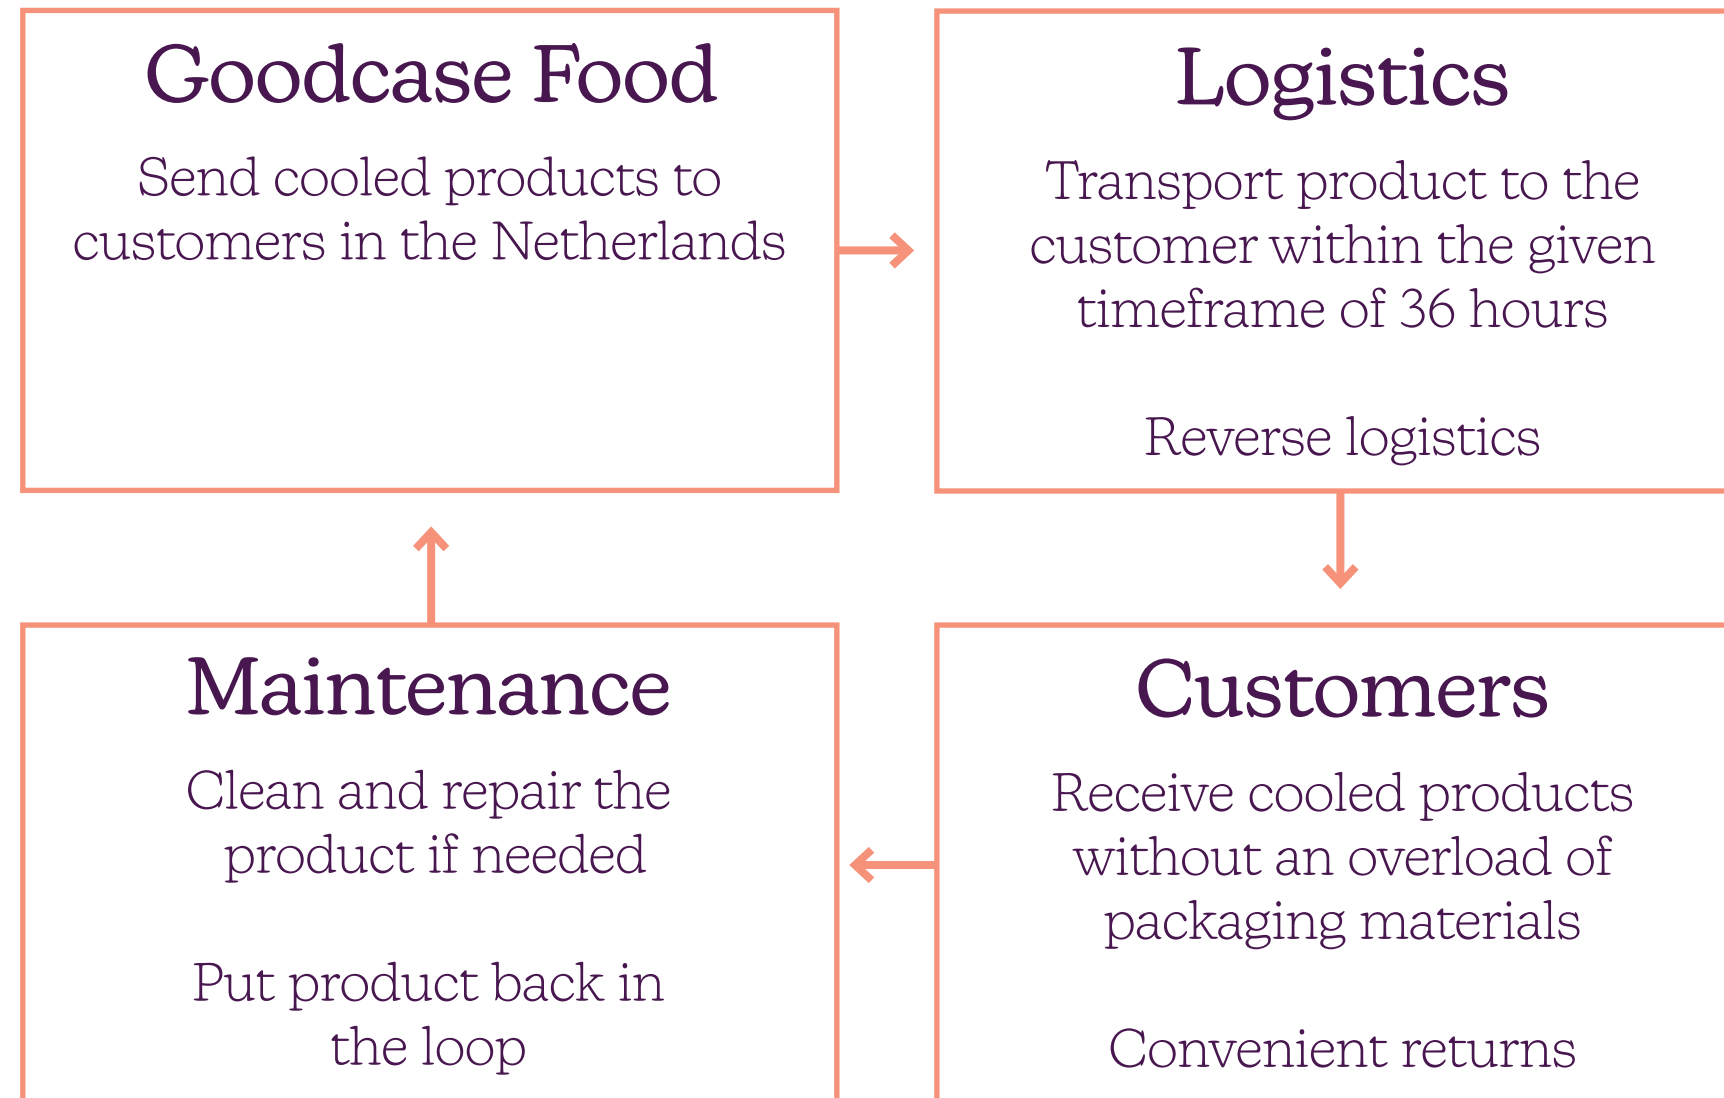 Goodcase Food
Send cooled products to
customers in the Netherlands
Logistics
Transport product to the
customer within the given
timeframe of 36 hours
Reverse logistics
Maintenance
Clean and repair the
product if needed
Put product back in
the loop
Customers
Receive cooled products
without an overload of
packaging materials
Convenient returns